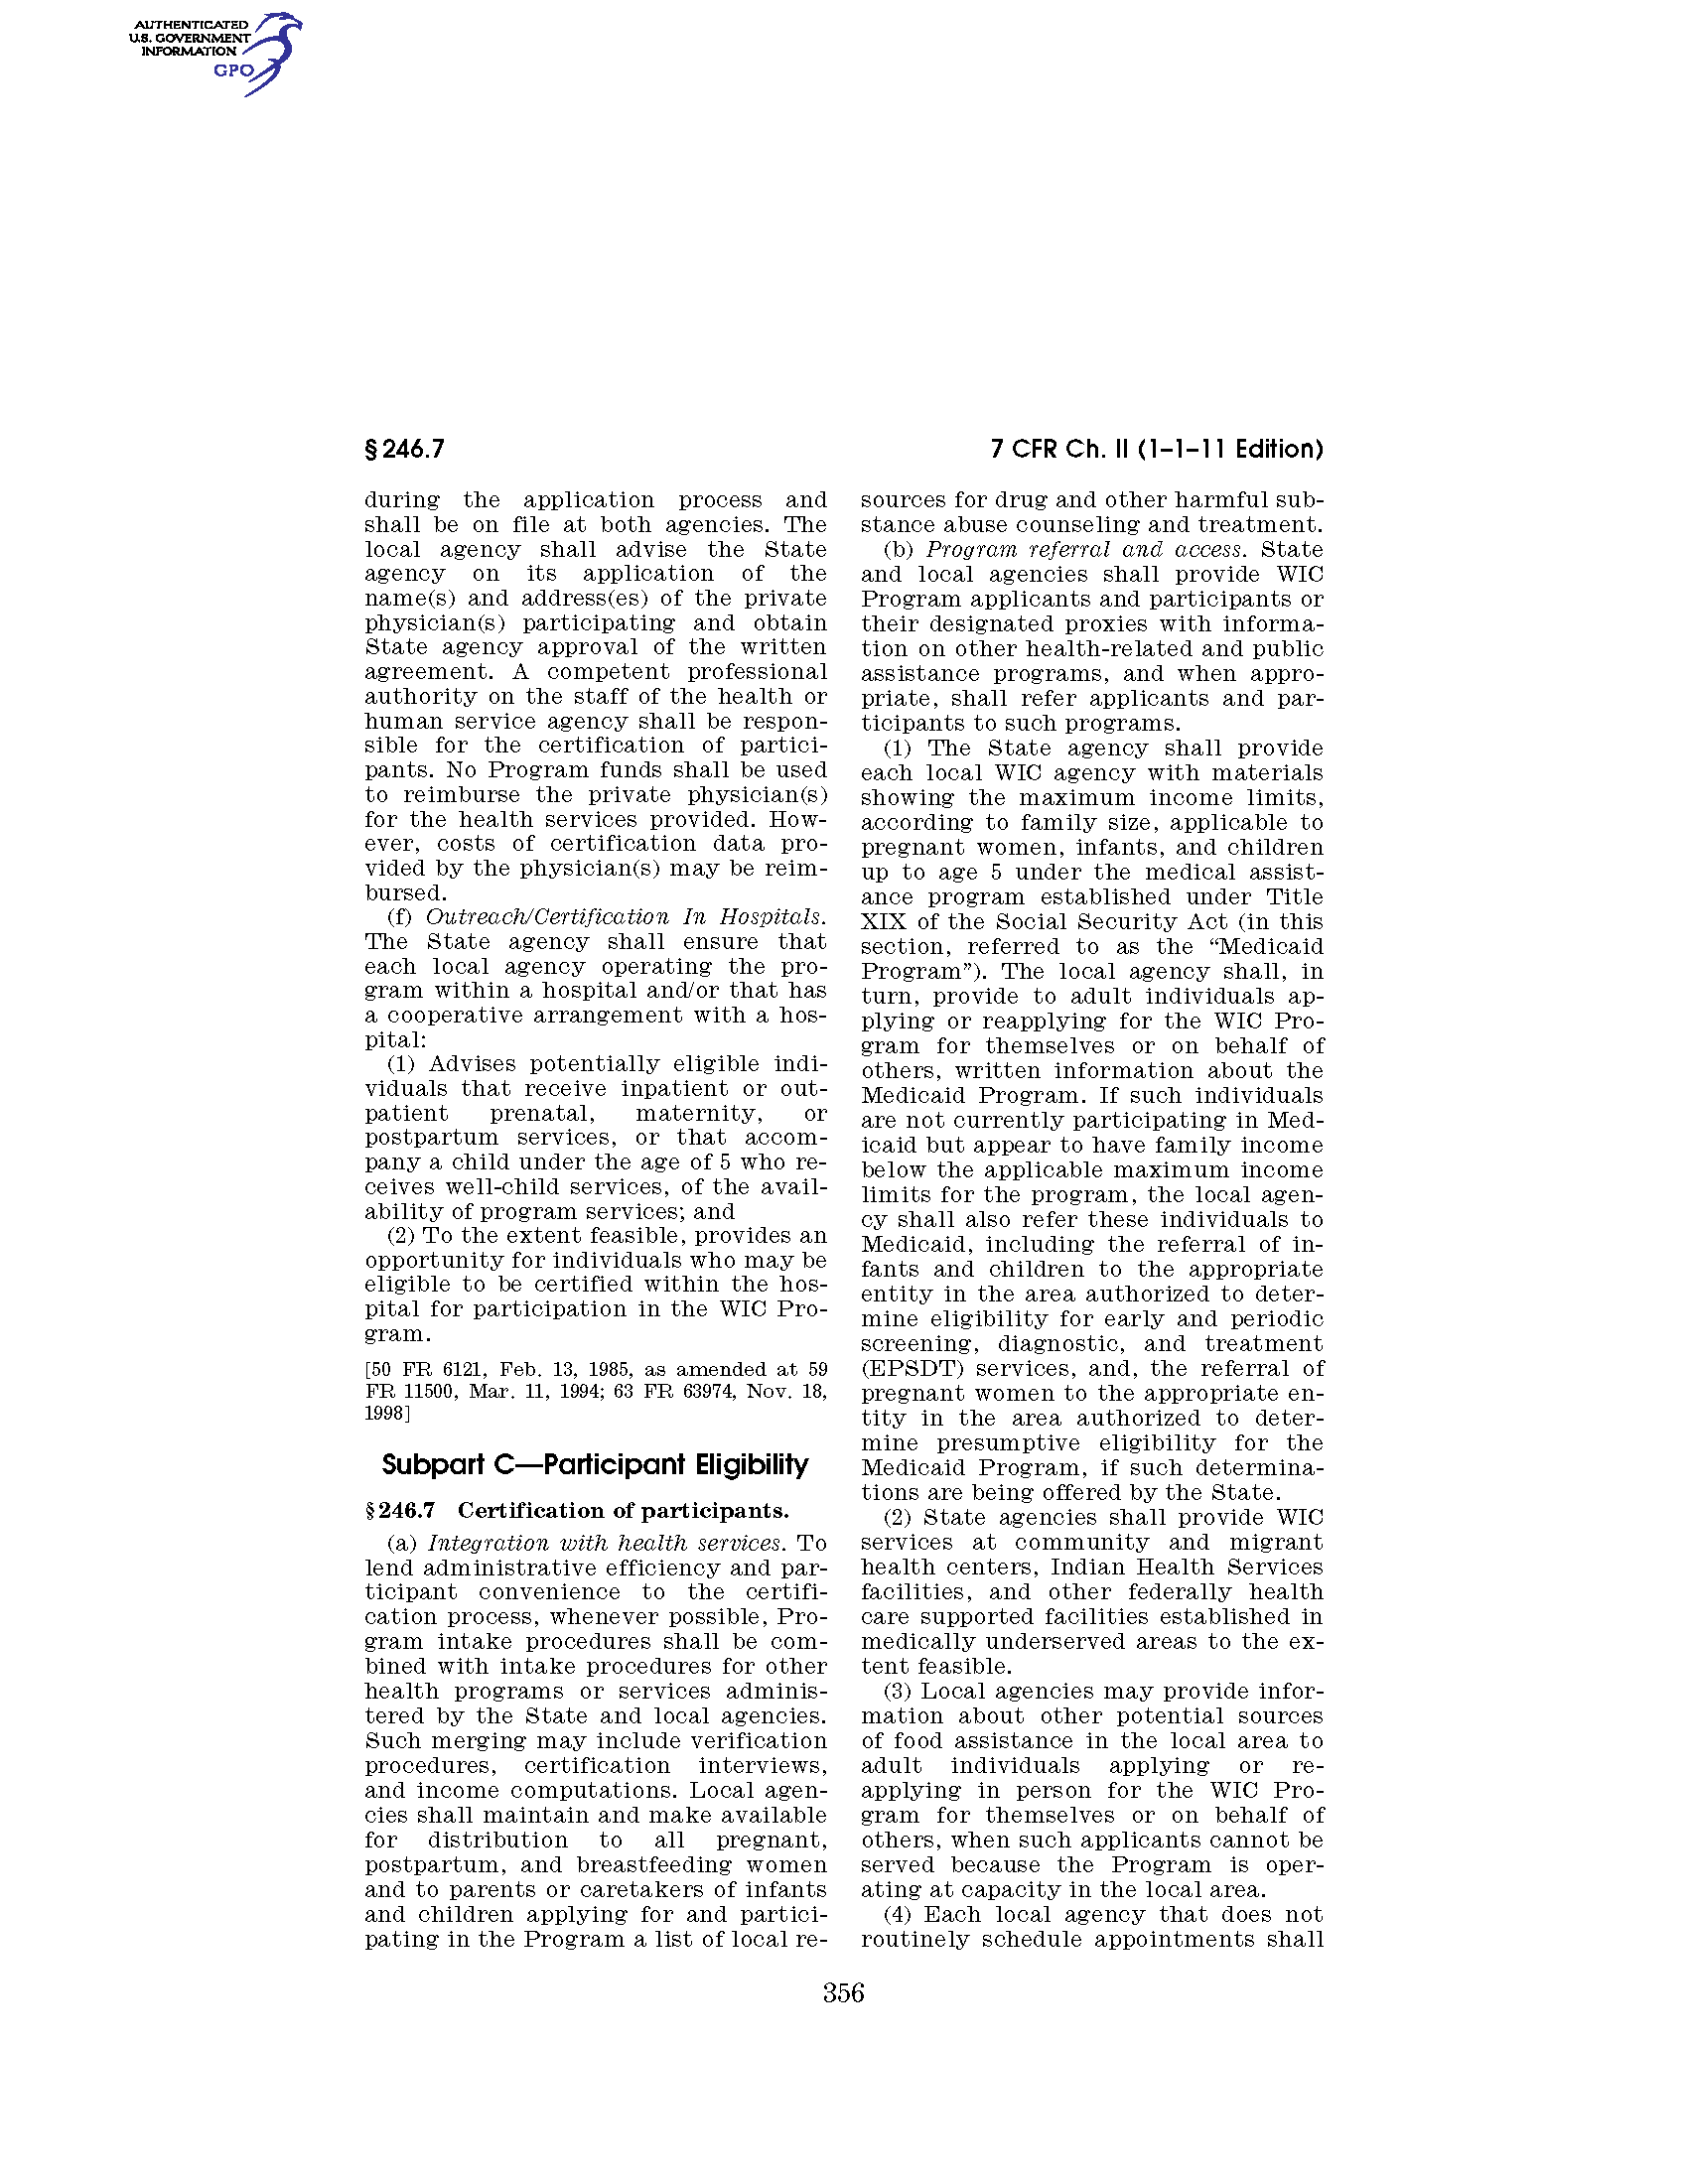 AUTHENTICATED
U.S. GOVERNMENT
INFORMATION
GPO
§ 246.7
7 CFR Ch. II (1–1–11 Edition)
during the application process and
shall be on file at both agencies. The
local agency shall advise the State
agency on its application of the
name(s) and address(es) of the private
physician(s) participating and obtain
State agency approval of the written
agreement. A competent professional
authority on the staff of the health or
human service agency shall be respon-
sible for the certification of partici-
pants. No Program funds shall be used
to reimburse the private physician(s)
for the health services provided. How-
ever, costs of certification data pro-
vided by the physician(s) may be reim-
bursed.
(f) Outreach/Certification In Hospitals.
The State agency shall ensure that
each local agency operating the pro-
gram within a hospital and/or that has
a cooperative arrangement with a hos-
pital:
(1) Advises potentially eligible indi-
viduals that receive inpatient or out-
patient prenatal, maternity, or
postpartum services, or that accom-
pany a child under the age of 5 who re-
ceives well-child services, of the avail-
ability of program services; and
(2) To the extent feasible, provides an
opportunity for individuals who may be
eligible to be certified within the hos-
pital for participation in the WIC Pro-
gram.
[50 FR 6121, Feb. 13, 1985, as amended at 59
FR 11500, Mar. 11, 1994; 63 FR 63974, Nov. 18,
1998]
Subpart C—Participant Eligibility
§ 246.7 Certification of participants.
(a) Integration with health services. To
lend administrative efficiency and par-
ticipant convenience to the certifi-
cation process, whenever possible, Pro-
gram intake procedures shall be com-
bined with intake procedures for other
health programs or services adminis-
tered by the State and local agencies.
Such merging may include verification
procedures, certification interviews,
and income computations. Local agen-
cies shall maintain and make available
for distribution to all pregnant,
postpartum, and breastfeeding women
and to parents or caretakers of infants
and children applying for and partici-
pating in the Program a list of local re-
sources for drug and other harmful sub-
stance abuse counseling and treatment.
(b) Program referral and access. State
and local agencies shall provide WIC
Program applicants and participants or
their designated proxies with informa-
tion on other health-related and public
assistance programs, and when appro-
priate, shall refer applicants and par-
ticipants to such programs.
(1) The State agency shall provide
each local WIC agency with materials
showing the maximum income limits,
according to family size, applicable to
pregnant women, infants, and children
up to age 5 under the medical assist-
ance program established under Title
XIX of the Social Security Act (in this
section, referred to as the “Medicaid
Program”). The local agency shall, in
turn, provide to adult individuals ap-
plying or reapplying for the WIC Pro-
gram for themselves or on behalf of
others, written information about the
Medicaid Program. If such individuals
are not currently participating in Med-
icaid but appear to have family income
below the applicable maximum income
limits for the program, the local agen-
cy shall also refer these individuals to
Medicaid, including the referral of in-
fants and children to the appropriate
entity in the area authorized to deter-
mine eligibility for early and periodic
screening, diagnostic, and treatment
(EPSDT) services, and, the referral of
pregnant women to the appropriate en-
tity in the area authorized to deter-
mine presumptive eligibility for the
Medicaid Program, if such determina-
tions are being offered by the State.
(2) State agencies shall provide WIC
services at community and migrant
health centers, Indian Health Services
facilities, and other federally health
care supported facilities established in
medically underserved areas to the ex-
tent feasible.
(3) Local agencies may provide infor-
mation about other potential sources
of food assistance in the local area to
adult individuals applying or re-
applying in person for the WIC Pro-
gram for themselves or on behalf of
others, when such applicants cannot be
served because the Program is oper-
ating at capacity in the local area.
(4) Each local agency that does not
routinely schedule appointments shall
356